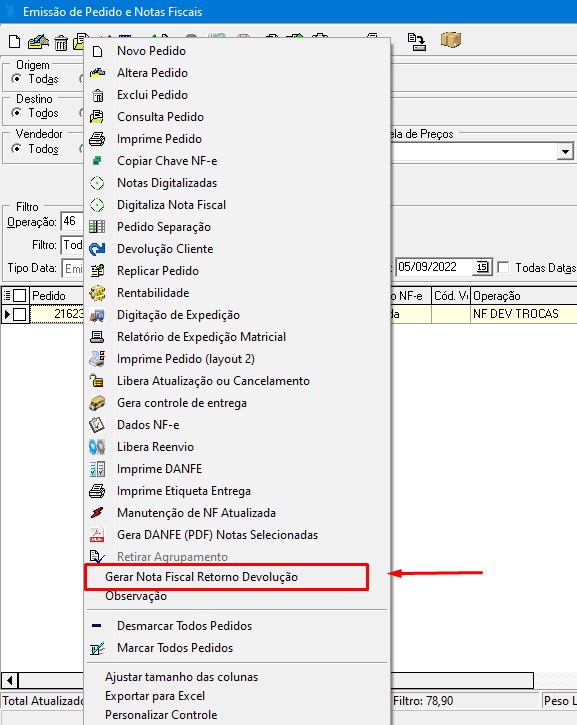 Emissão de Pedido e Notas Fiscais
Novo Pedido
Altera Pedido
Exclui Pedido
Consulta Pedido
Imprime Pedido
Copiar Chave NF-e
Notas Digitalizadas
Digitaliza Nota Fiscal
Pedido Separação
Devolução Cliente
Replicar Pedido
Rentabilidade
Digitação de Expedição
Relatório de Expedição Matricial
Imprime Pedido (layout 2)
Libera Atualização ou Cancelamento
Gera controle de entrega
Dados NF-e
Libera Reenvio
Imprime DANFE
Imprime Etiqueta Entrega
Manutenção de NF Atualizada
Gera DANFE (PDF) Notas Selecionadas
Retirar Agrupamento
Gerar Nota Fiscal Retorno Devolução
Observação
Desmarcar Todos Pedidos
Marcar Todos Pedidos
Ajustar tamanho das colunas
Exportar para Excel
Personalizar Controle
Origem
Todas
Destino
Todos
Vendedor
Todos
ela de Preços
Filtro
Operação: 46
Filtro: Tod
Tipo Data: Emi
05/09/2022 15 Todas Datas
Pedido
o NF-e Cód. V Operação
21623
da NF DEV TROCAS
Total Atualizado
Filtro: 78,90 Peso L